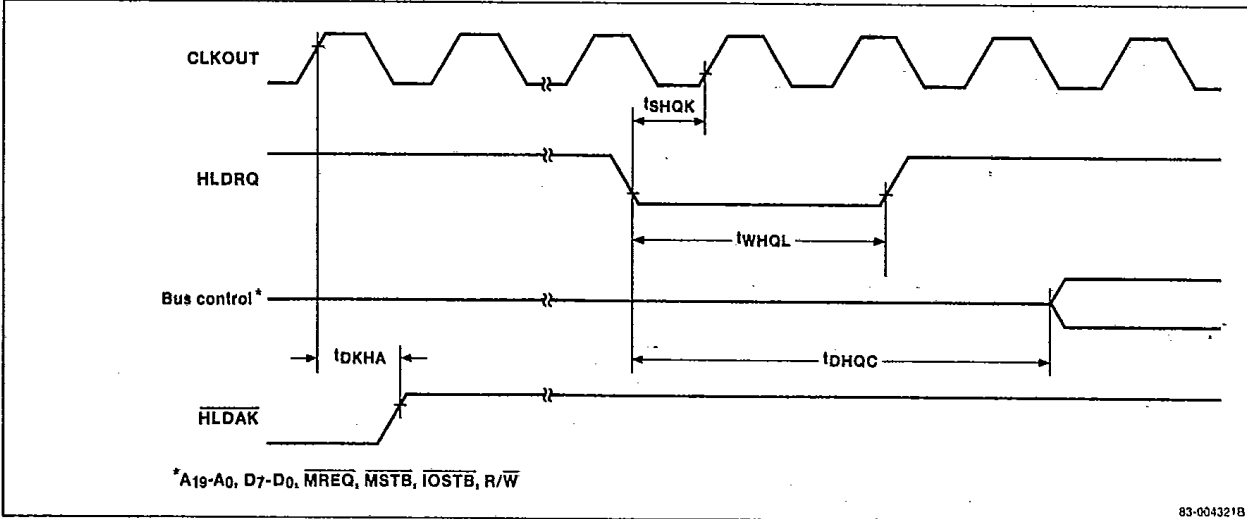 CLKOUT
tSHQK
HLDRQ
tWHQL
Bus control*
tDKHA
tDHQC
HLDAK
*A19-A0, D7-D0, MREQ, MSTB, IOSTB, R/W
83-004321B